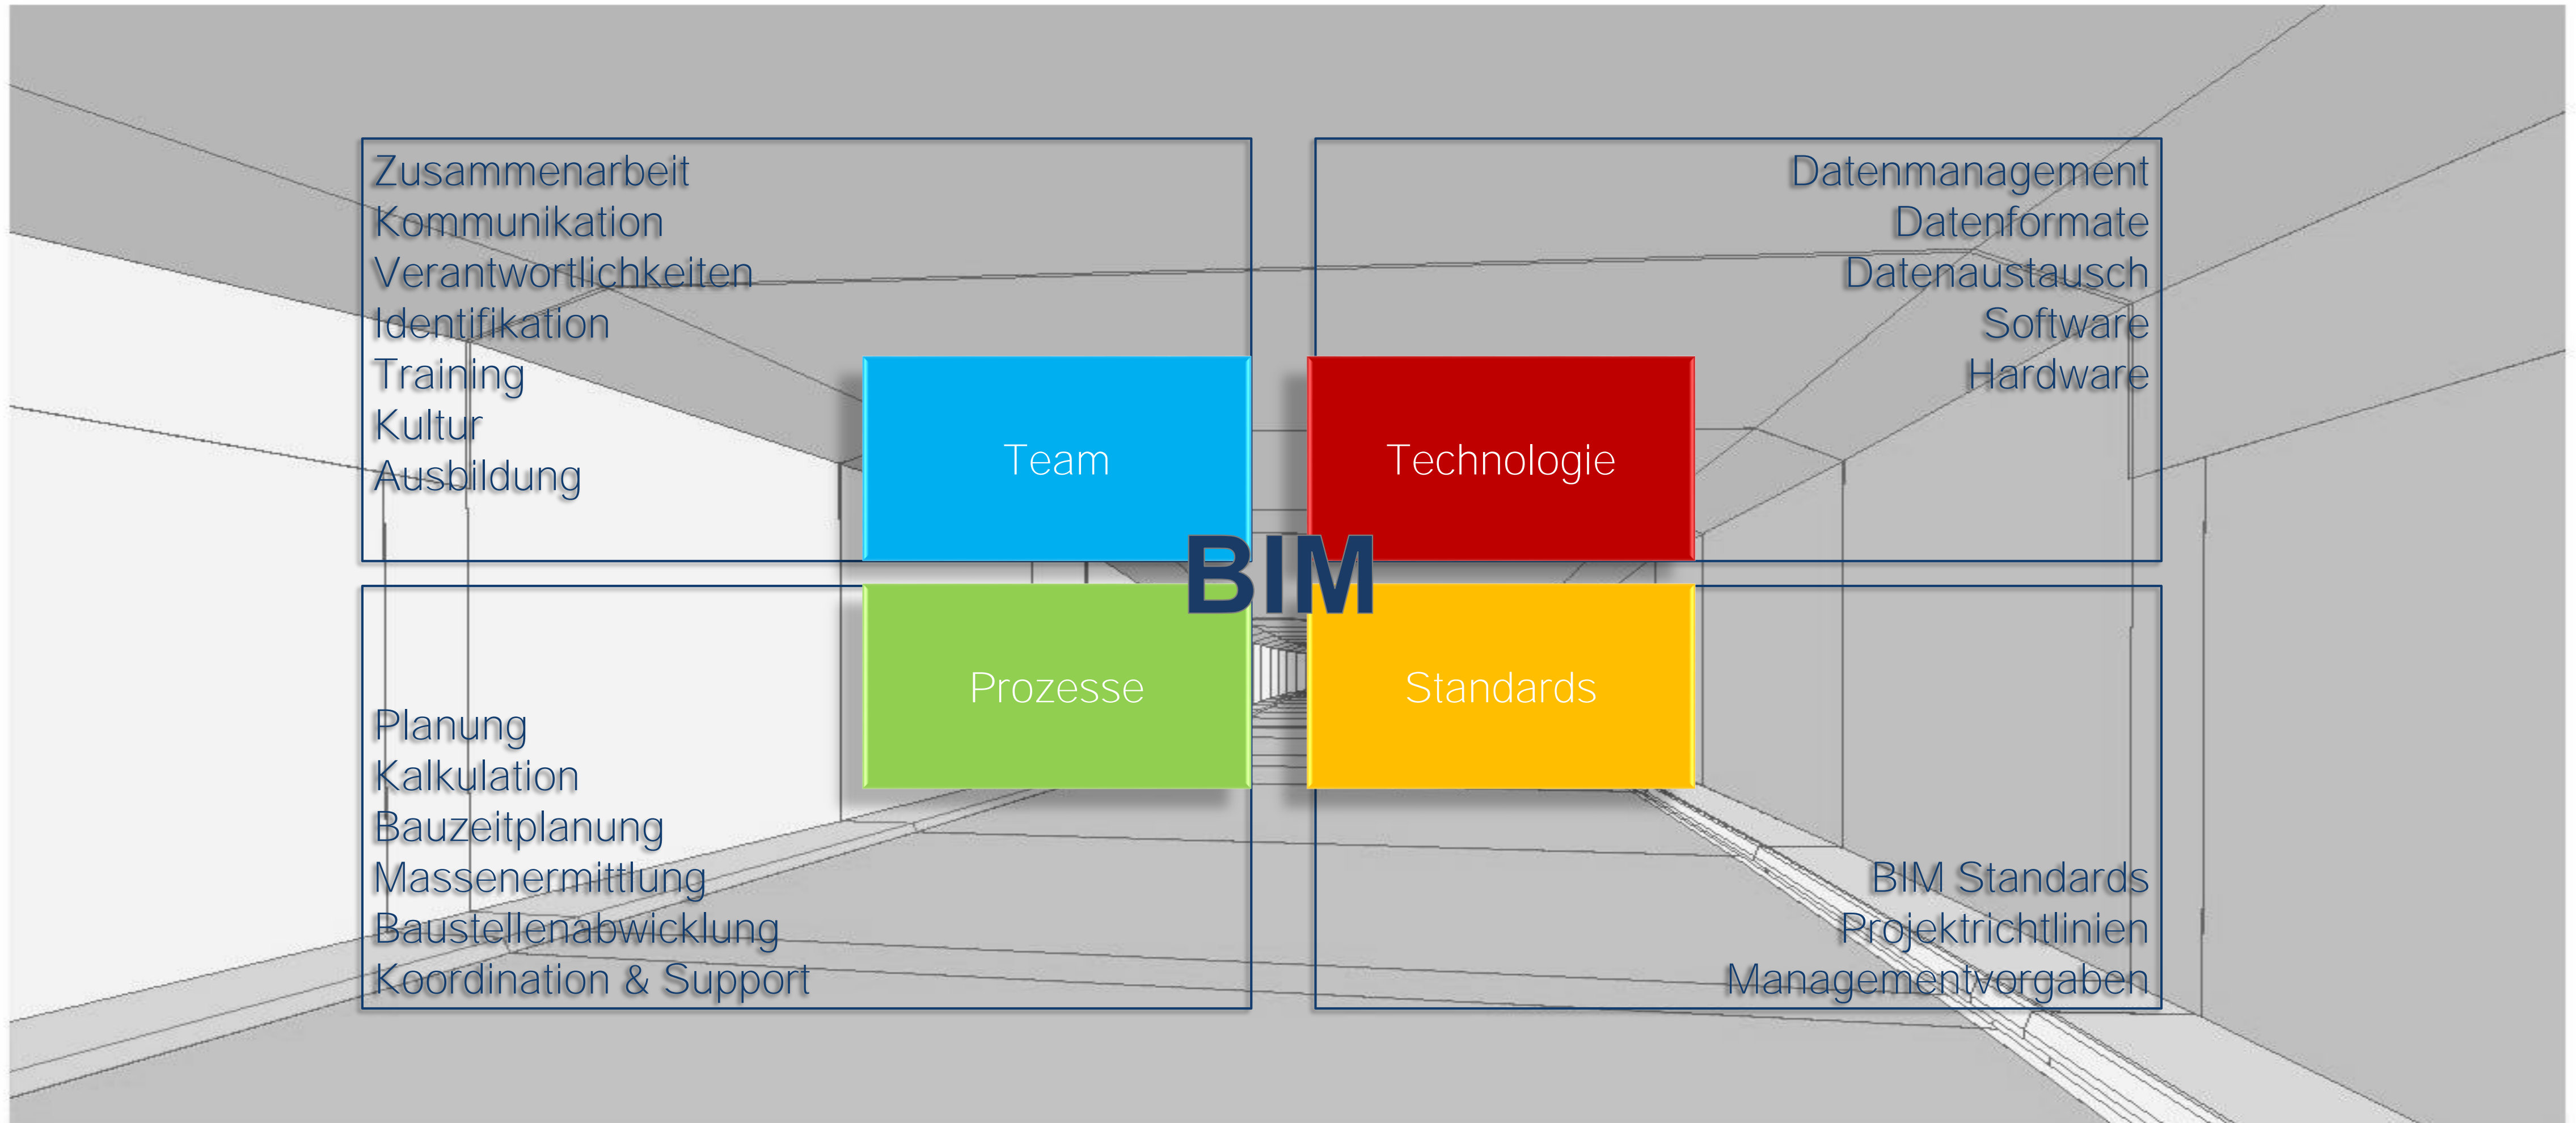 Zusammenarbeit
Kommunikation
Verantwortlichkeiten
Identifikation
Training
Kultur
Ausbildung
Team
Datenmanagement
Datenformate
Datenaustausch
Software
Hardware
Technologie
BIM
Prozesse
Planung
Kalkulation
Bauzeitplanung
Massenermittlung
Baustellenabwicklung
Koordination & Support
Standards
BIM Standards
Projektrichtlinien
Managementvorgaben